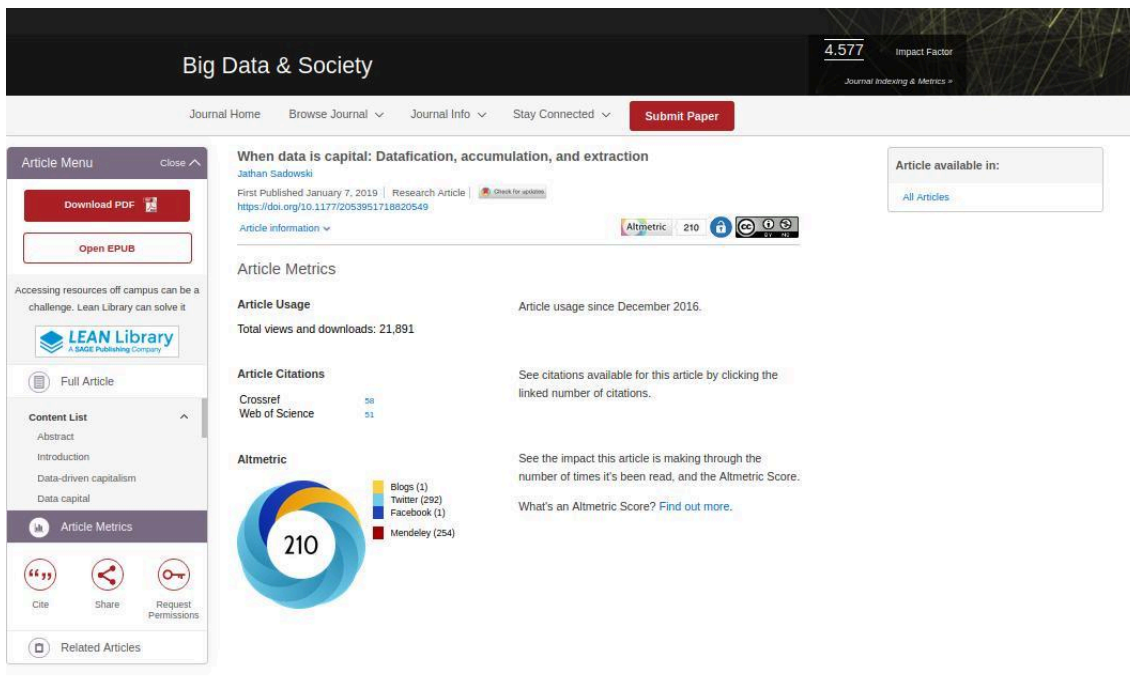 Big Data & Society
4.577 Impact Factor
Journal Indexing & Metrics »
Journal Home Browse Journal Journal Info Stay Connected Submit Paper
Article Menu Close
Download PDF
Open EPUB
Accessing resources off campus can be a
challenge. Lean Library can solve it
LEAN Library
A SAGE Publishing Company
Full Article
Content List
Abstract
Introduction
Data-driven capitalism
Data capital
Article Metrics
Cite Share Request
Permissions
Related Articles
When data is capital: Datafication, accumulation, and extraction
Jathan Sadowski
First Published January 7, 2019 Research Article Check for updates
https://doi.org/10.1177/2053951718820549
Article information
Altmetric 210 cc BY NC
Article Metrics
Article Usage
Total views and downloads: 21,891
Article usage since December 2016.
Article Citations
Crossref 58
Web of Science 51
See citations available for this article by clicking the
linked number of citations.
Altmetric
210
Blogs (1)
Twitter (292)
Facebook (1)
Mendeley (254)
See the impact this article is making through the
number of times it's been read, and the Altmetric Score.
What's an Altmetric Score? Find out more.
Article available in:
All Articles